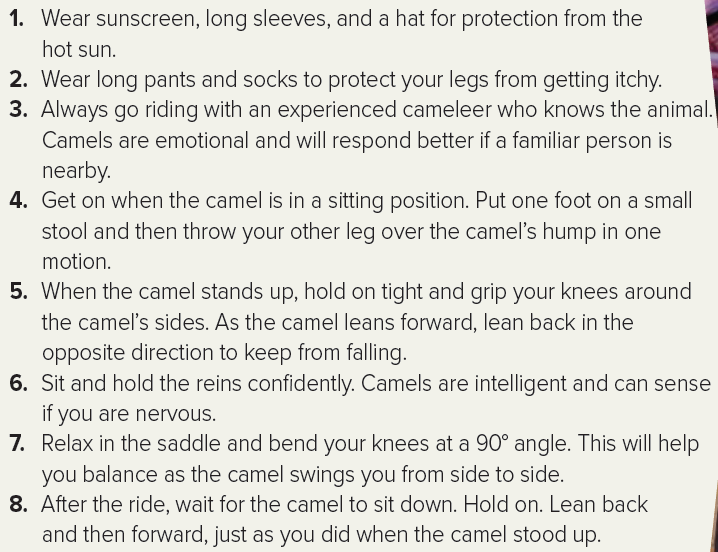 1. Wear sunscreen, long sleeves, and a hat for protection from the
hot sun.
2. Wear long pants and socks to protect your legs from getting itchy.
3. Always go riding with an experienced cameleer who knows the animal.
Camels are emotional and will respond better if a familiar person is
nearby.
4. Get on when the camel is in a sitting position. Put one foot on a small
stool and then throw your other leg over the camel’s hump in one
motion.
5. When the camel stands up, hold on tight and grip your knees around
the camel’s sides. As the camel leans forward, lean back in the
opposite direction to keep from falling.
6. Sit and hold the reins confidently. Camels are intelligent and can sense
if you are nervous.
7. Relax in the saddle and bend your knees at a 90° angle. This will help
you balance as the camel swings you from side to side.
8. After the ride, wait for the camel to sit down. Hold on. Lean back
and then forward, just as you did when the camel stood up.